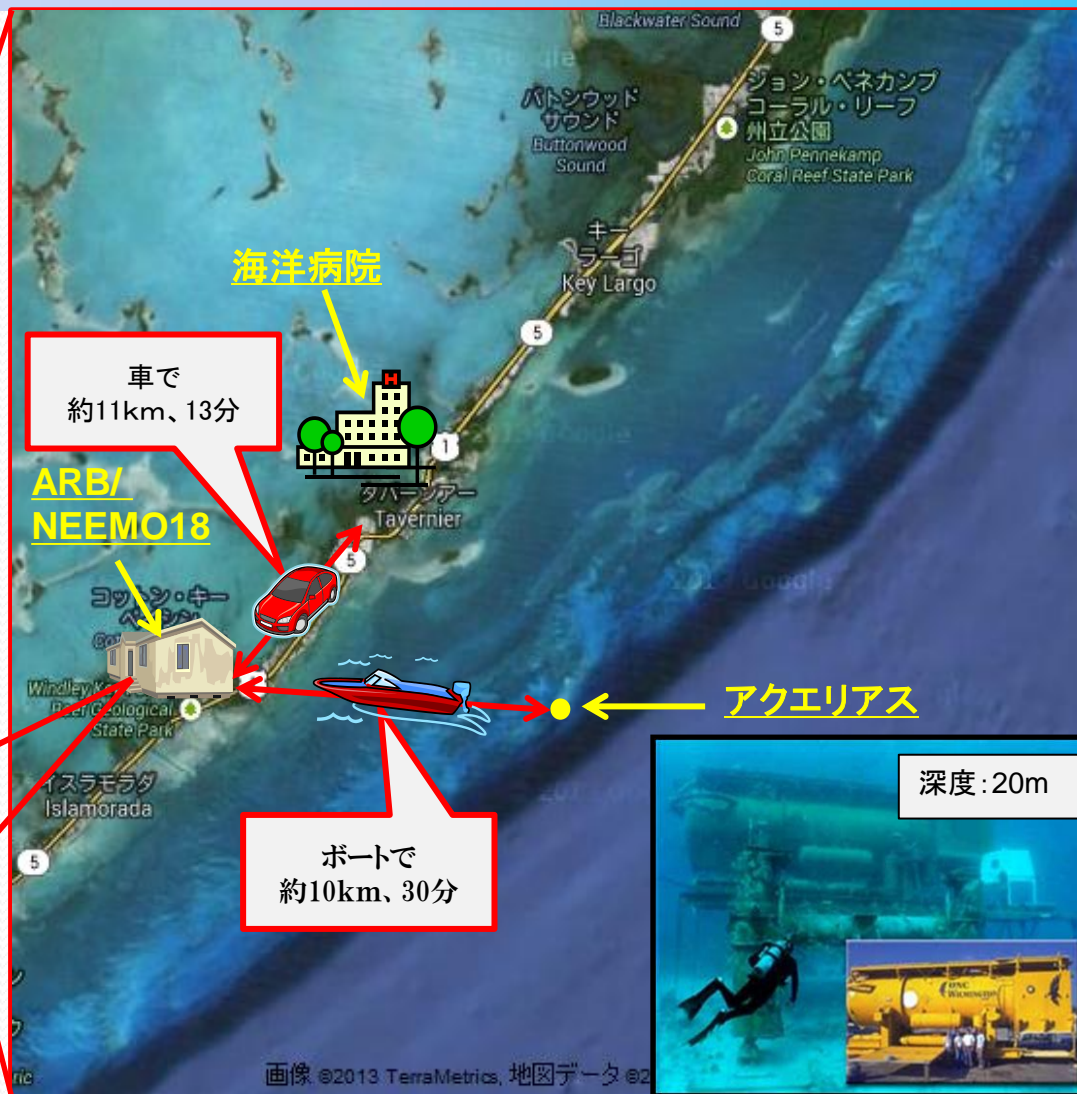 Blackwater Sound
5
ジョン・ペネカンプ
コーラル・リーフ
州立公園
John Pennekamp
Coral Reef State Park
バトンウッド
サウンド
Buttonwood
Sound
キー
ラーゴ
Key Largo
5
海洋病院
車で
約11km、13分
H
1
タバーニアー
Tavernier
5
ARB/
NEEMO18
コットン・キー
Windley
Reef Geological
State Park
アクエリアス
イスラモラダ
Islamorada
5
ボートで
約10km、30分
深度:20m
UNC
WILMINGTON
画像 ©2013 TerraMetrics, 地図データ ©2